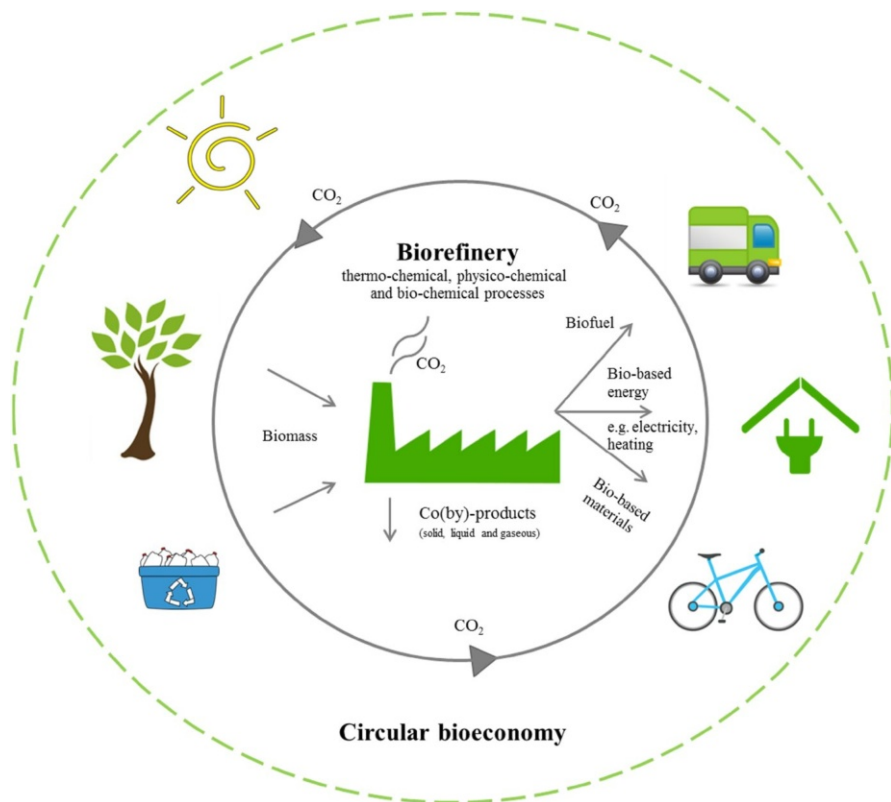 CO₂
CO₂
Biorefinery
thermo-chemical, physico-chemical
and bio-chemical processes
CO₂
Biofuel
Bio-based
energy
e.g. electricity,
heating
Biomass
Bio-based
materials
Co(by)-products
(solid, liquid and gaseous)
CO₂
Circular bioeconomy